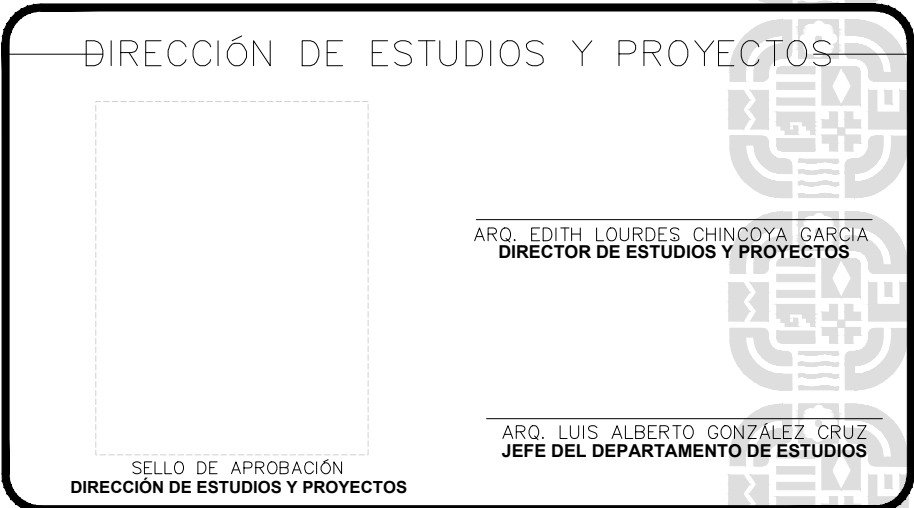 DIRECCIÓN DE ESTUDIOS Y PROYECTOS
ARQ. EDITH LOURDES CHINCOYA GARCIA
DIRECTOR DE ESTUDIOS Y PROYECTOS
ARQ. LUIS ALBERTO GONZÁLEZ CRUZ
JEFE DEL DEPARTAMENTO DE ESTUDIOS
SELLO DE APROBACIÓN
DIRECCIÓN DE ESTUDIOS Y PROYECTOS